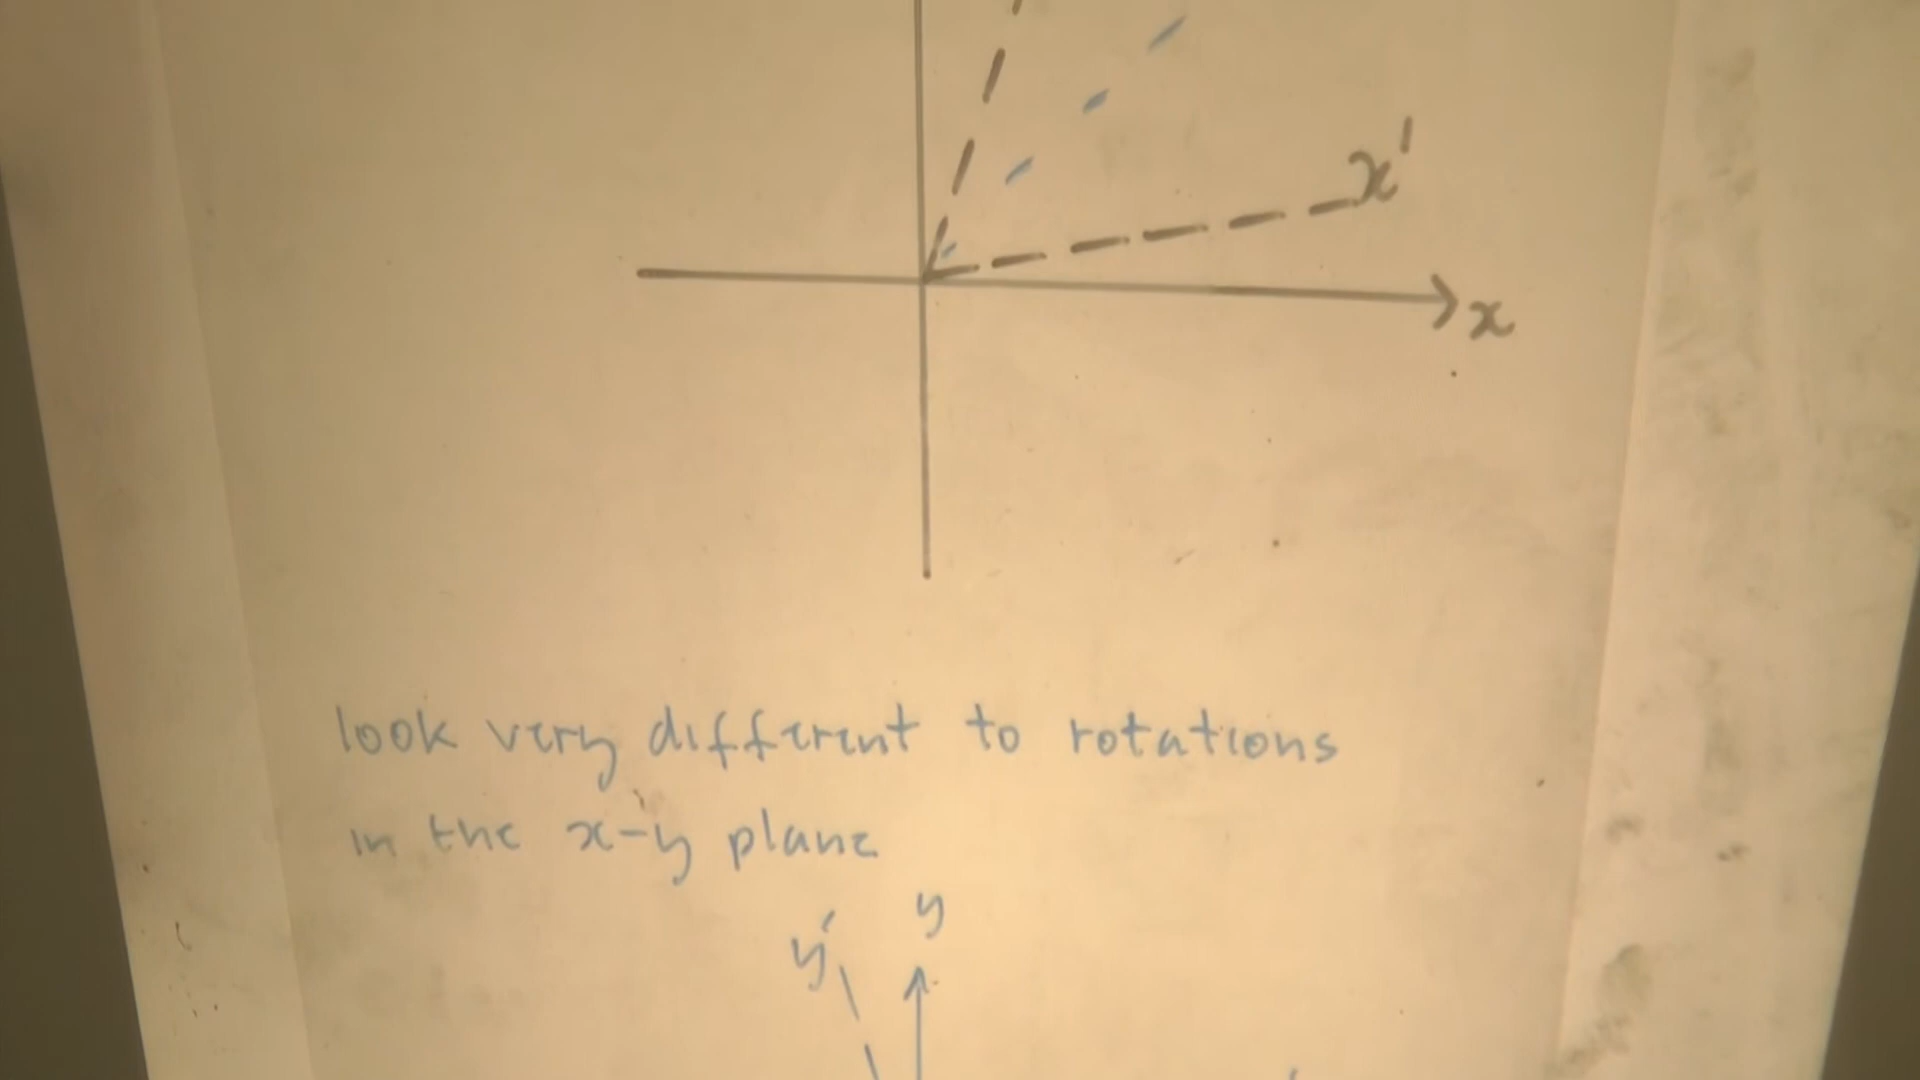 x'
x
look very different to rotations
in the x-y plane
y
y'